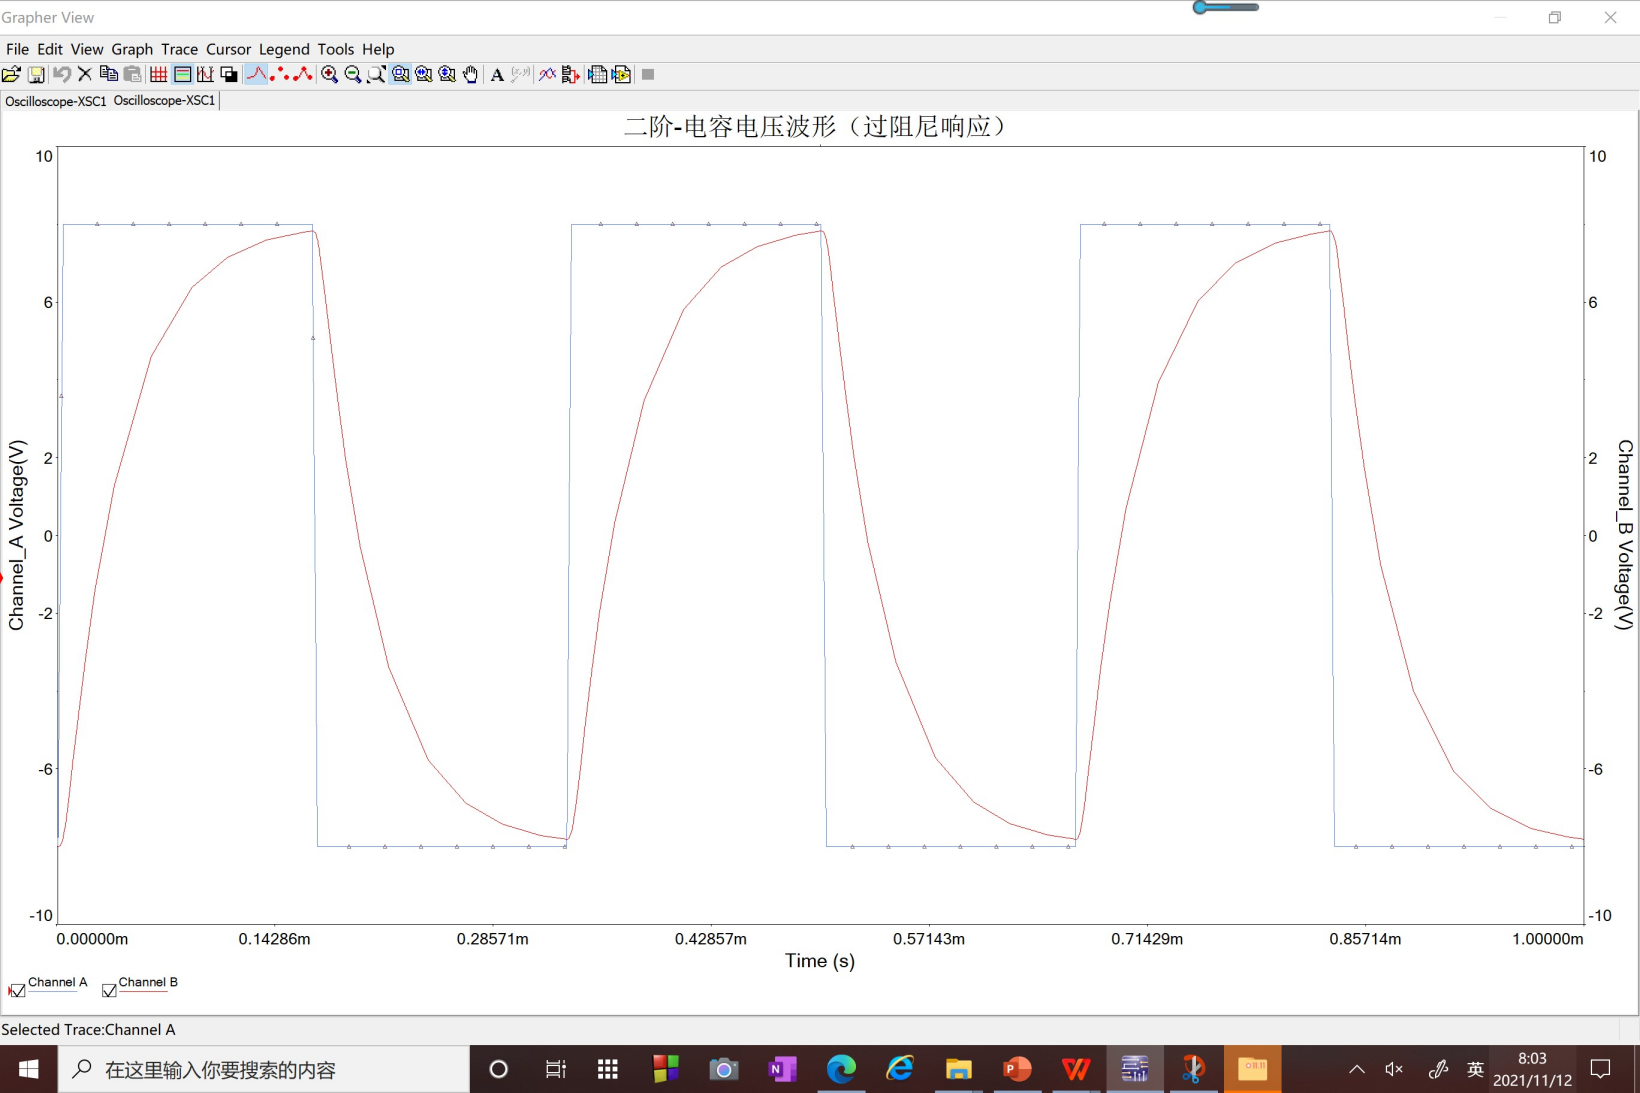 Grapher View
File Edit View Graph Trace Cursor Legend Tools Help
Oscilloscope-XSC1 Oscilloscope-XSC1
二阶-电容电压波形（过阻尼响应）
10
6
2
0
-2
-6
-10
Channel_A Voltage(V)
10
6
2
0
-2
-6
-10
Channel_B Voltage(V)
0.00000m 0.14286m 0.28571m 0.42857m 0.57143m 0.71429m 0.85714m 1.00000m
Time (s)
Channel A Channel B
Selected Trace:Channel A
在这里输入你要搜索的内容
英
8:03
2021/11/12